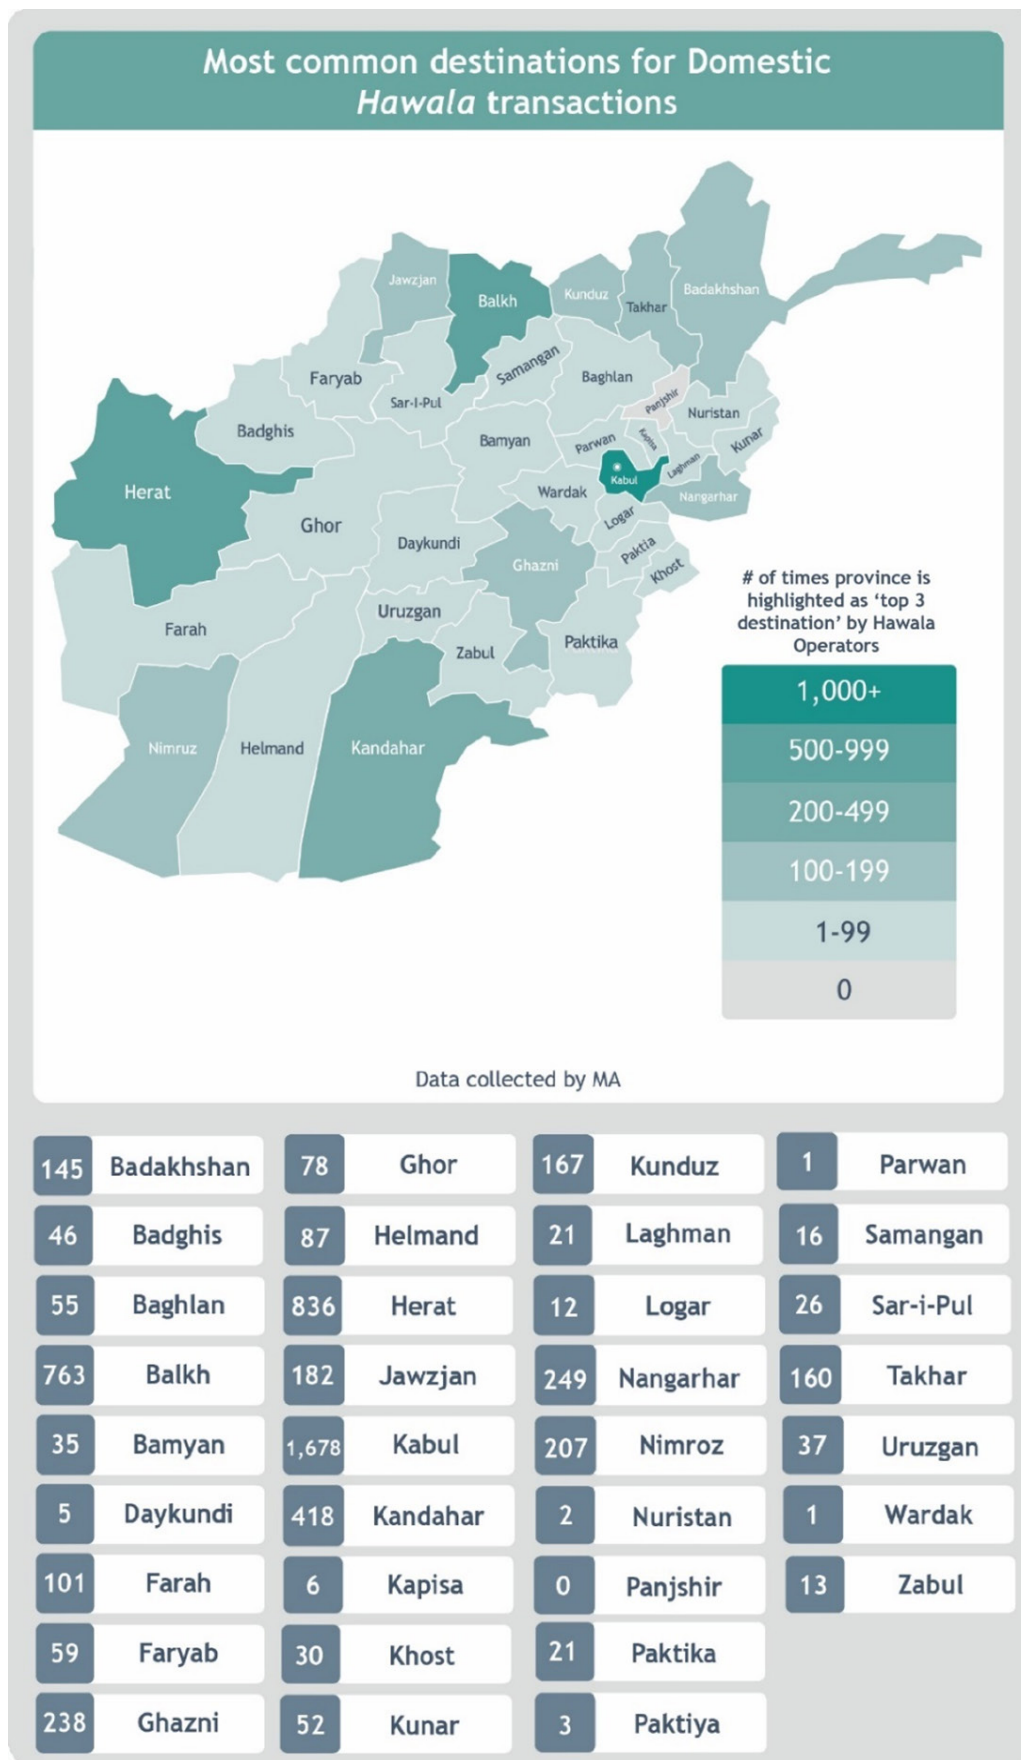 Most common destinations for Domestic
Hawala transactions
Jawzjan
Balkh
Kunduz
Takhar
Badakhshan
Faryab
Sar-I-Pul
Samangan
Baghlan
Panjshir
Nuristan
Badghis
Bamyan
Parwan
Kapisa
Kunar
Herat
Wardak
Kabul
Laghman
Nangarhar
Ghor
Daykundi
Logar
Ghazni
Paktia
Khost
Farah
Uruzgan
Zabul
Paktika
Nimruz
Helmand
Kandahar
# of times province is
highlighted as ‘top 3
destination’ by Hawala
Operators
1,000+
500-999
200-499
100-199
1-99
0
Data collected by MA
145 Badakhshan
46 Badghis
55 Baghlan
763 Balkh
35 Bamyan
5 Daykundi
101 Farah
59 Faryab
238 Ghazni
78 Ghor
87 Helmand
836 Herat
182 Jawzjan
1,678 Kabul
418 Kandahar
6 Kapisa
30 Khost
52 Kunar
167 Kunduz
21 Laghman
12 Logar
249 Nangarhar
207 Nimroz
2 Nuristan
0 Panjshir
21 Paktika
3 Paktiya
1 Parwan
16 Samangan
26 Sar-i-Pul
160 Takhar
37 Uruzgan
1 Wardak
13 Zabul